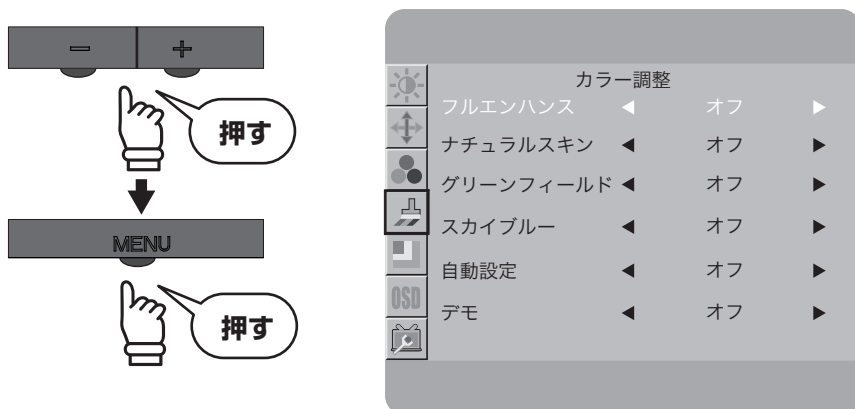 − +
押す
MENU
押す
カラー調整
フルエンハンス ◀ オフ ▶
ナチュラルスキン ◀ オフ ▶
グリーンフィールド ◀ オフ ▶
スカイブルー ◀ オフ ▶
自動設定 ◀ オフ ▶
OSD
デモ ◀ オフ ▶